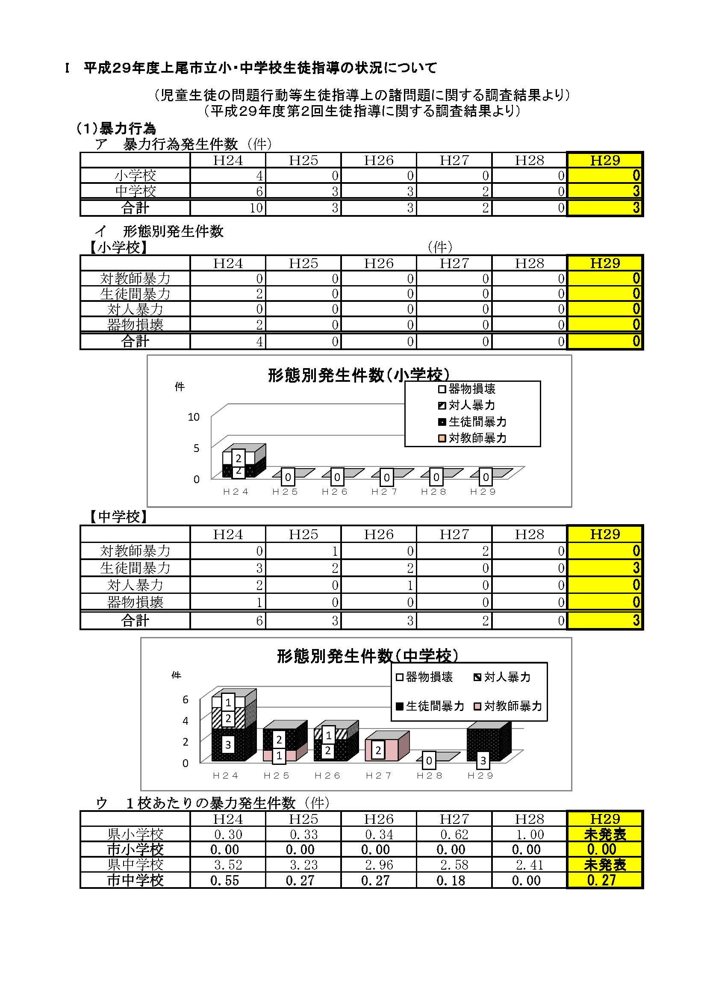 Ⅰ　平成２９年度上尾市立小・中学校生徒指導の状況について
（児童生徒の問題行動等生徒指導上の諸問題に関する調査結果より）
（平成２９年度第２回生徒指導に関する調査結果より）
（１）暴力行為
ア　暴力行為発生件数（件）
H24 H25 H26 H27 H28 H29
小学校 4 0 0 0 0 0
中学校 6 3 3 2 0 3
合計 10 3 3 2 0 3
イ　形態別発生件数
【小学校】 （件）
H24 H25 H26 H27 H28 H29
対教師暴力 0 0 0 0 0 0
生徒間暴力 2 0 0 0 0 0
対人暴力 0 0 0 0 0 0
器物損壊 2 0 0 0 0 0
合計 4 0 0 0 0 0
形態別発生件数（小学校）
件
器物損壊
対人暴力
生徒間暴力
対教師暴力
10
5
0
2
2
0 0 0 0 0
Ｈ２４ Ｈ２５ Ｈ２６ Ｈ２７ Ｈ２８ Ｈ２９
【中学校】
H24 H25 H26 H27 H28 H29
対教師暴力 0 1 0 2 0 0
生徒間暴力 3 2 2 0 0 3
対人暴力 2 0 1 0 0 0
器物損壊 1 0 0 0 0 0
合計 6 3 3 2 0 3
形態別発生件数（中学校）
件
器物損壊 対人暴力
生徒間暴力 対教師暴力
6
4
2
0
1
2
3
2
1
1
2
2
0
3
Ｈ２４ Ｈ２５ Ｈ２６ Ｈ２７ Ｈ２８ Ｈ２９
ウ　１校あたりの暴力発生件数（件）
H24 H25 H26 H27 H28 H29
県小学校 0.30 0.33 0.34 0.62 1.00 未発表
市小学校 0.00 0.00 0.00 0.00 0.00 0.00
県中学校 3.52 3.23 2.96 2.58 2.41 未発表
市中学校 0.55 0.27 0.27 0.18 0.00 0.27